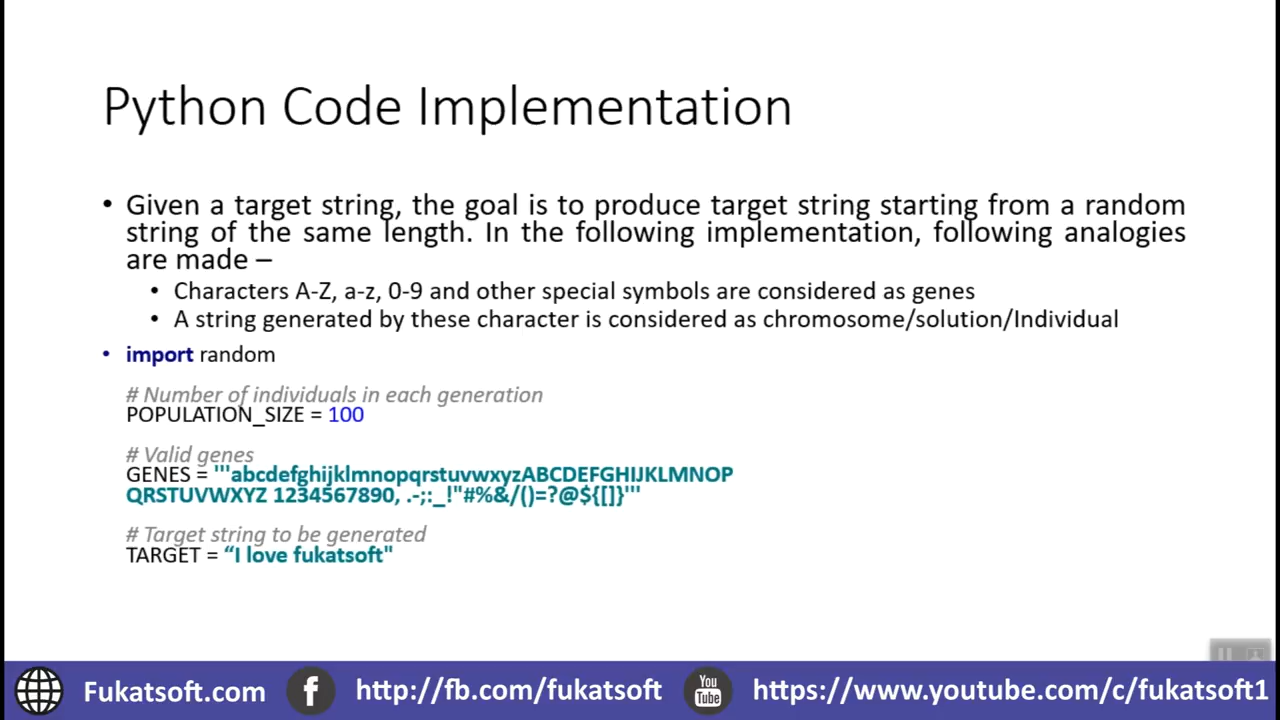 Python Code Implementation
• Given a target string, the goal is to produce target string starting from a random
string of the same length. In the following implementation, following analogies
are made –
• Characters A-Z, a-z, 0-9 and other special symbols are considered as genes
• A string generated by these character is considered as chromosome/solution/Individual
• import random
# Number of individuals in each generation
POPULATION_SIZE = 100
# Valid genes
GENES = '''abcdefghijklmnopqrstuvwxyzABCDEFGHIJKLMNOP
QRSTUVWXYZ 1234567890, .-;:_!"#%&/()=?@${[]}'''
# Target string to be generated
TARGET = “I love fukatsoft"
Fukatsoft.com f http://fb.com/fukatsoft You Tube https://www.youtube.com/c/fukatsoft1